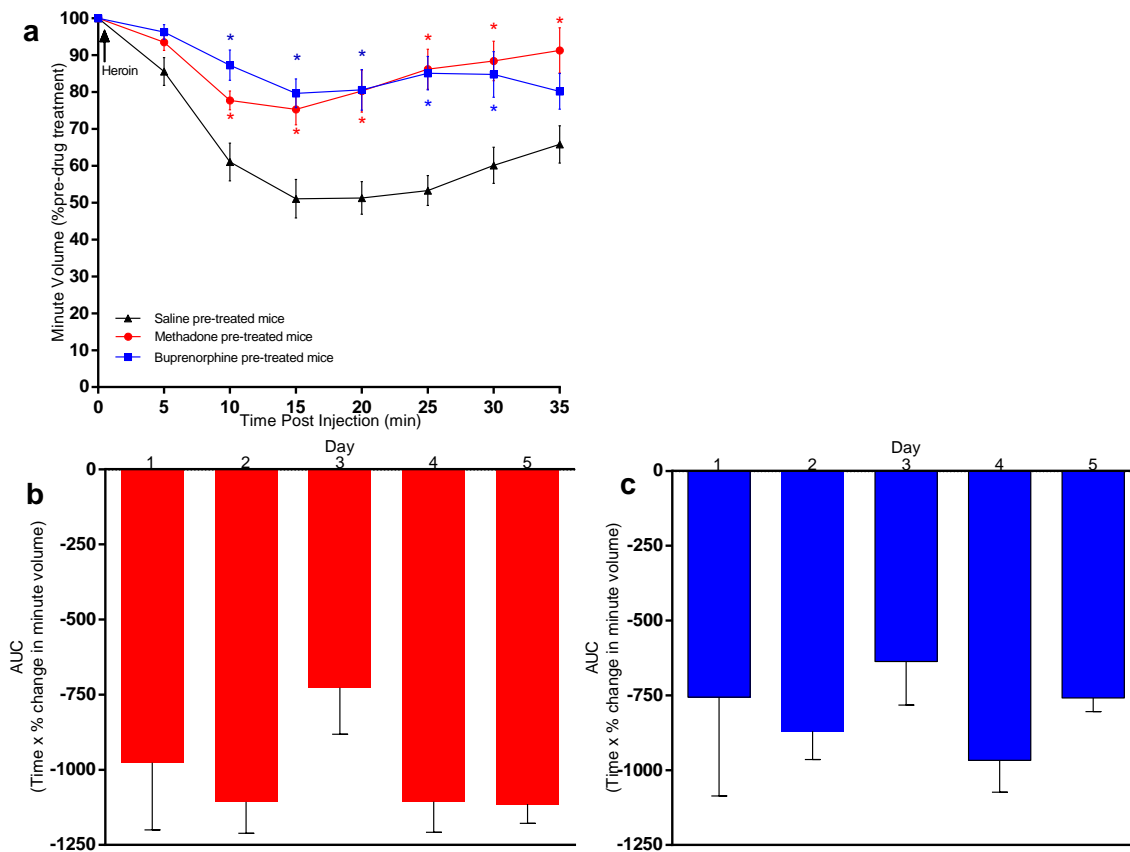 a
Minute Volume (%pre-drug treatment)
100
90
80
70
60
50
40
30
20
10
0
Heroin
* * *
* * *
* * *
* *
Saline pre-treated mice
Methadone pre-treated mice
Buprenorphine pre-treated mice
0 5 10 15 20 25 30 35
Time Post Injection (min)
b
Day
1 2 3 4 5
0
-250
-500
-750
-1000
-1250
AUC
(Time x % change in minute volume)
c
Day
1 2 3 4 5
0
-250
-500
-750
-1000
-1250
AUC
(Time x % change in minute volume)